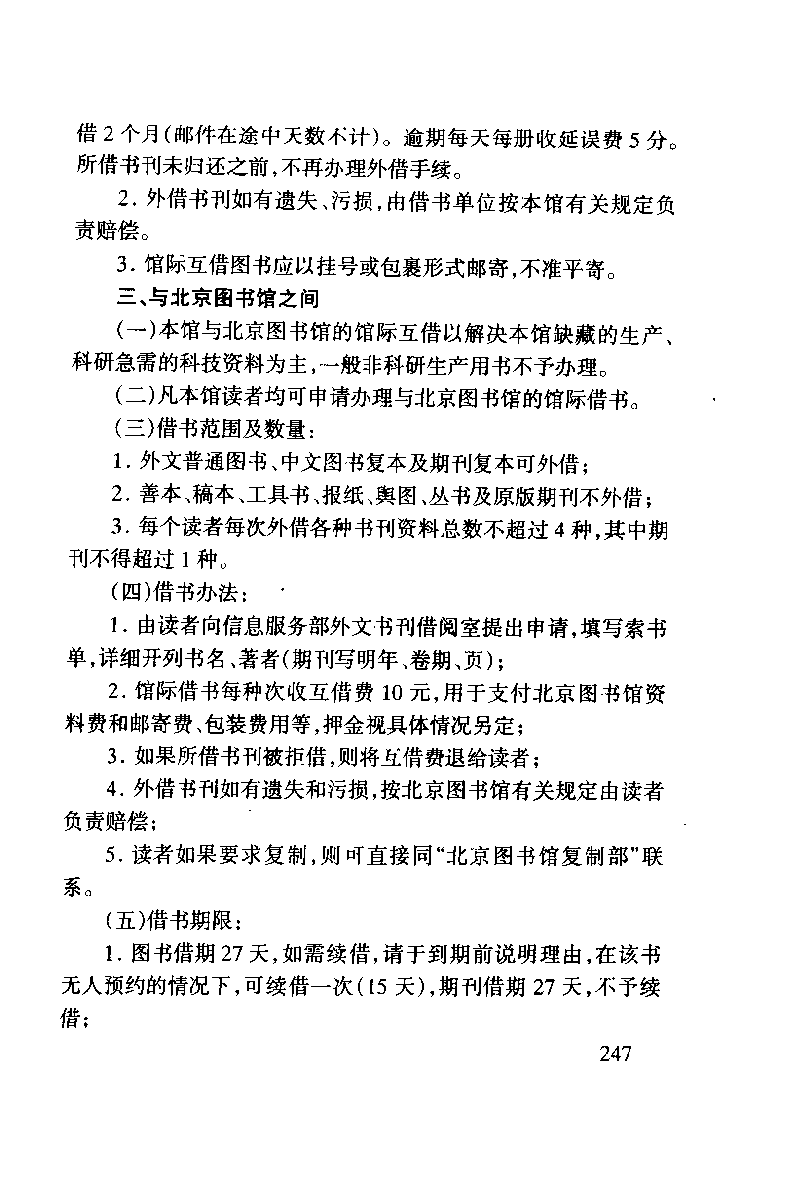 借2个月(邮件在途中天数不计)。逾期每天每册收延误费5分。
所借书刊未归还之前,不再办理外借手续。
2. 外借书刊如有遗失、污损,由借书单位按本馆有关规定负
责赔偿。
3. 馆际互借图书应以挂号或包裹形式邮寄,不准平寄。
三、与北京图书馆之间
(一)本馆与北京图书馆的馆际互借以解决本馆缺藏的生产、
科研急需的科技资料为主,一般非科研生产用书不予办理。
(二)凡本馆读者均可申请办理与北京图书馆的馆际借书。
(三)借书范围及数量:
1. 外文普通图书、中文图书复本及期刊复本可外借;
2. 善本、稿本、工具书、报纸、舆图、丛书及原版期刊不外借;
3. 每个读者每次外借各种书刊资料总数不超过4种,其中期
刊不得超过1种。
(四)借书办法:
1. 由读者向信息服务部外文书刊借阅室提出申请,填写索书
单,详细开列书名、著者(期刊写明年、卷期、页);
2. 馆际借书每种次收互借费10元,用于支付北京图书馆资
料费和邮寄费、包装费用等,押金视具体情况另定;
3. 如果所借书刊被拒借,则将互借费退给读者;
4. 外借书刊如有遗失和污损,按北京图书馆有关规定由读者
负责赔偿;
5. 读者如果要求复制,则可直接同“北京图书馆复制部”联
系。
(五)借书期限:
1. 图书借期27天,如需续借,请于到期前说明理由,在该书
无人预约的情况下,可续借一次(15天),期刊借期27天,不予续
借;
247